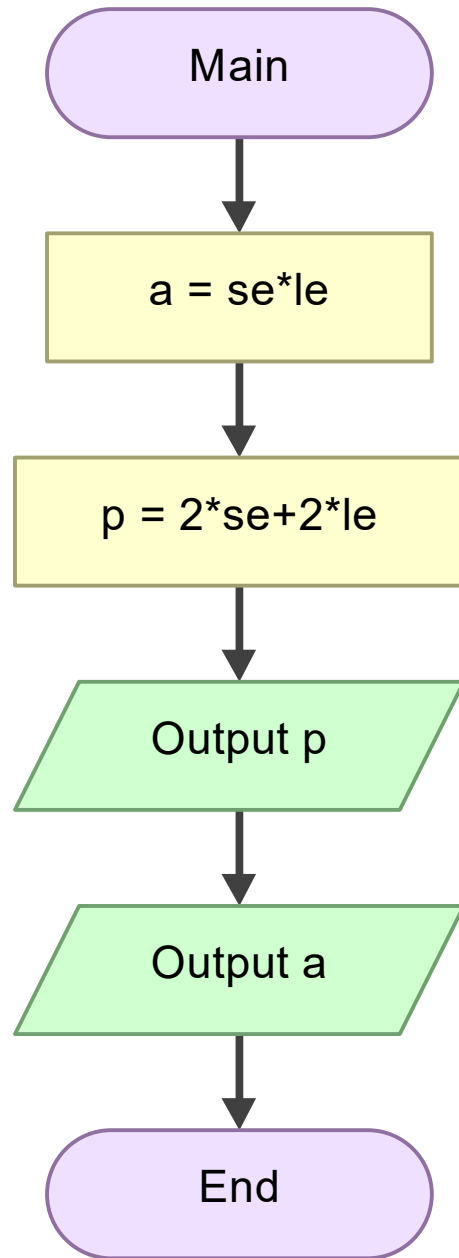 Main
a = se*le
p = 2*se+2*le
Output p
Output a
End